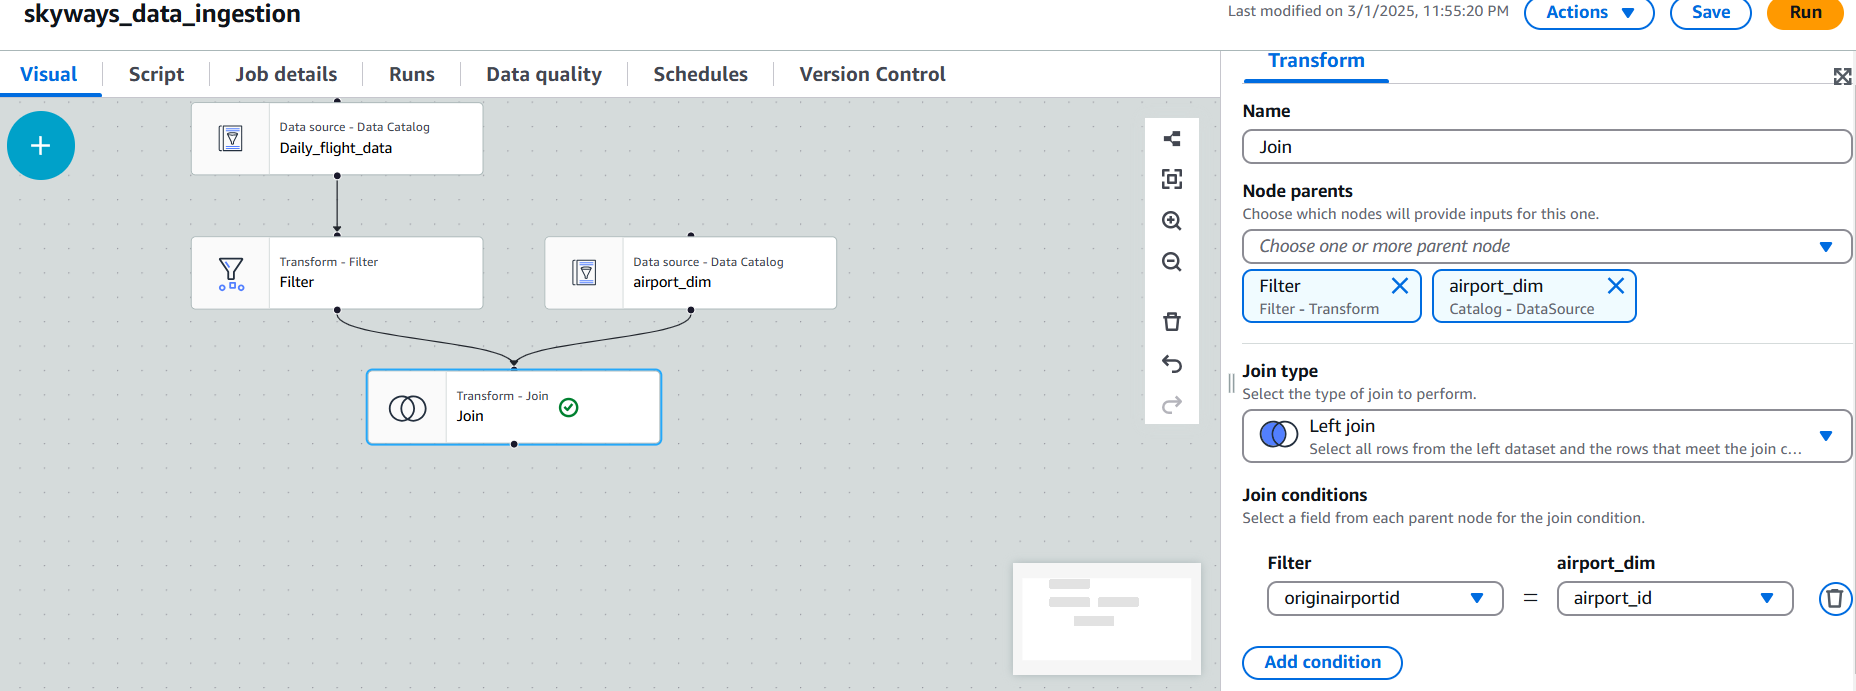 skyways_data_ingestion
Last modified on 3/1/2025, 11:55:20 PM
Actions
Save
Run
Visual
Script
Job details
Runs
Data quality
Schedules
Version Control
Data source - Data Catalog
Daily_flight_data
Transform - Filter
Filter
Data source - Data Catalog
airport_dim
Transform - Join
Join
Transform
Name
Join
Node parents
Choose which nodes will provide inputs for this one.
Choose one or more parent node
Filter
Filter - Transform
airport_dim
Catalog - DataSource
Join type
Select the type of join to perform.
Left join
Select all rows from the left dataset and the rows that meet the join c...
Join conditions
Select a field from each parent node for the join condition.
Filter
airport_dim
originairportid
=
airport_id
Add condition